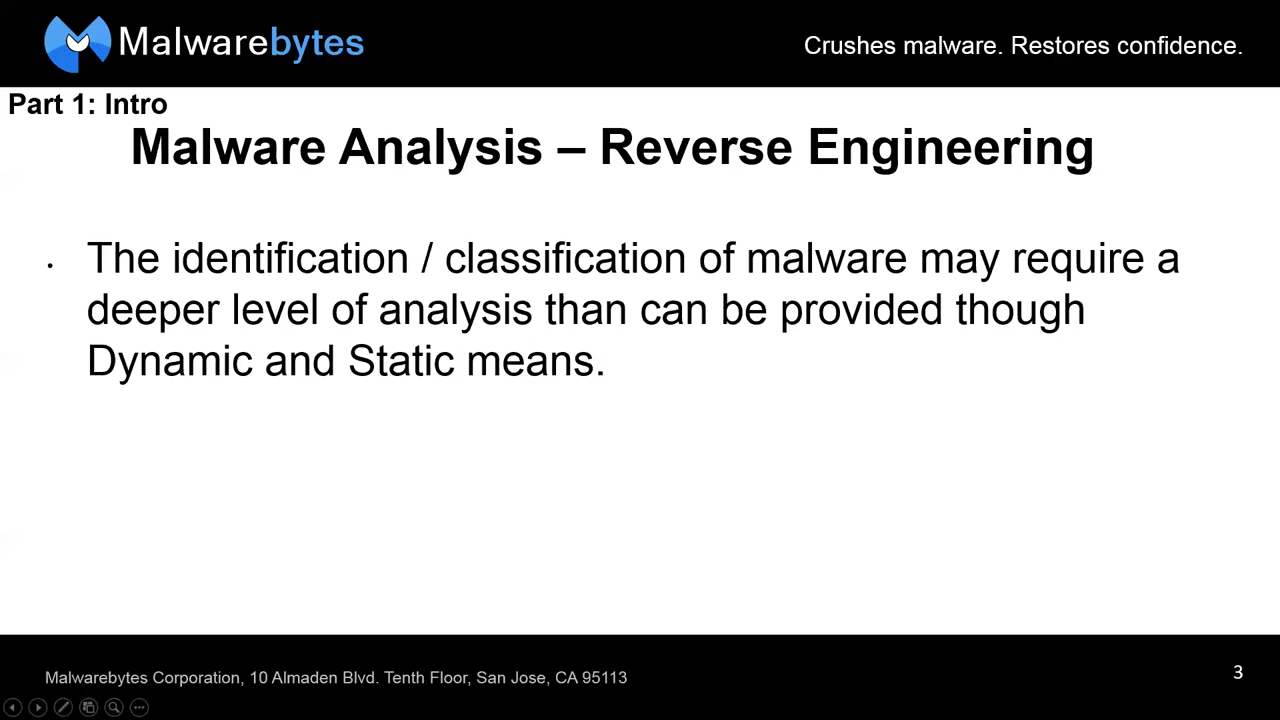 Malwarebytes
Crushes malware. Restores confidence.
Part 1: Intro
Malware Analysis – Reverse Engineering
· The identification / classification of malware may require a
deeper level of analysis than can be provided though
Dynamic and Static means.
Malwarebytes Corporation, 10 Almaden Blvd. Tenth Floor, San Jose, CA 95113
3